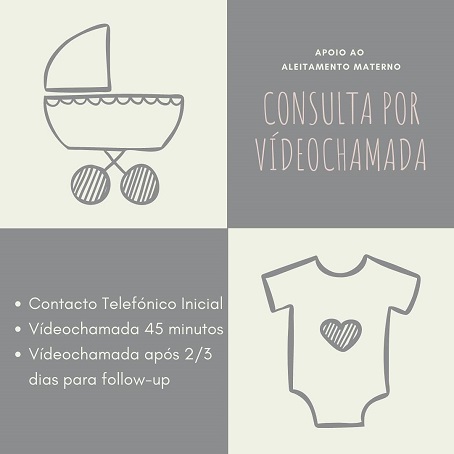 APOIO AO
ALEITAMENTO MATERNO
CONSULTA POR
VÍDEOCHAMADA
• Contacto Telefónico Inicial
• Vídeochamada 45 minutos
• Vídeochamada após 2/3
dias para follow-up